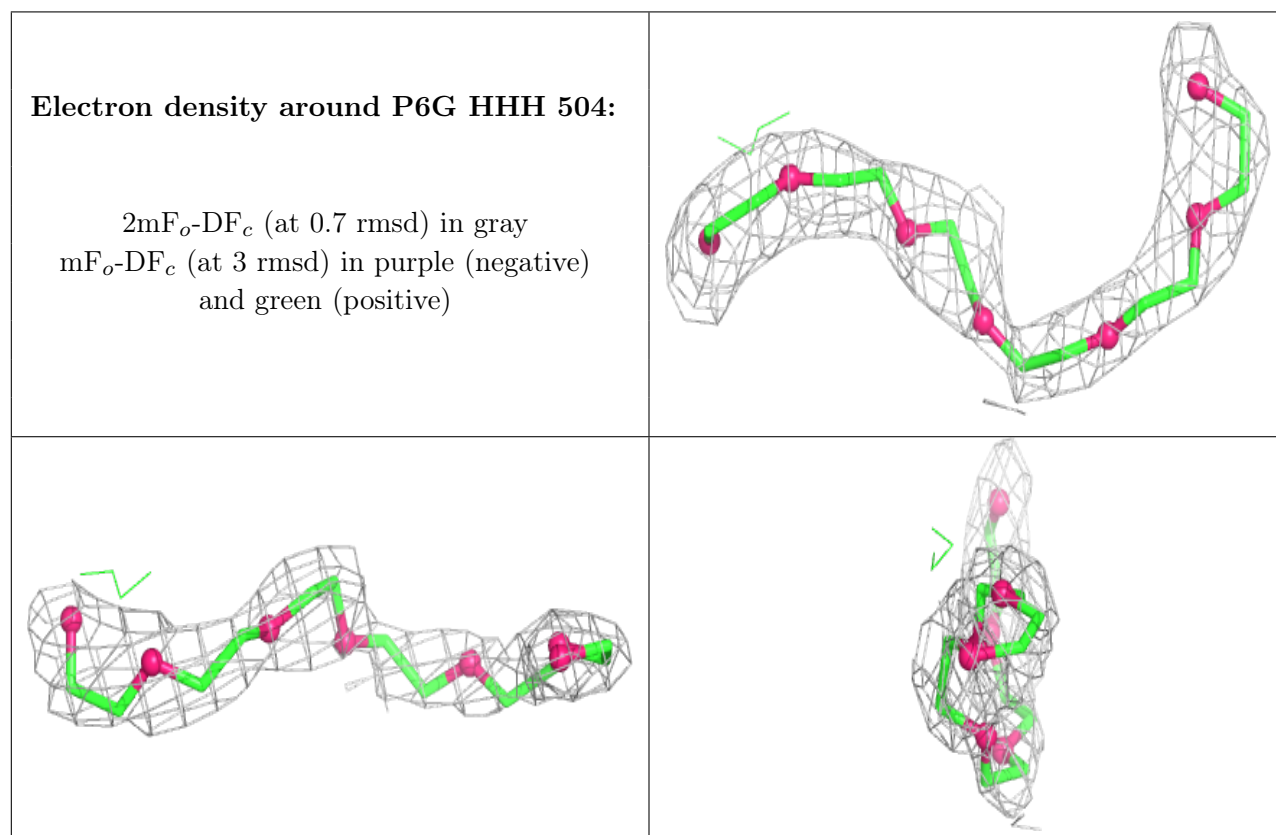 Electron density around P6G HHH 504:
2mFo-DFc (at 0.7 rmsd) in gray
mFo-DFc (at 3 rmsd) in purple (negative)
and green (positive)